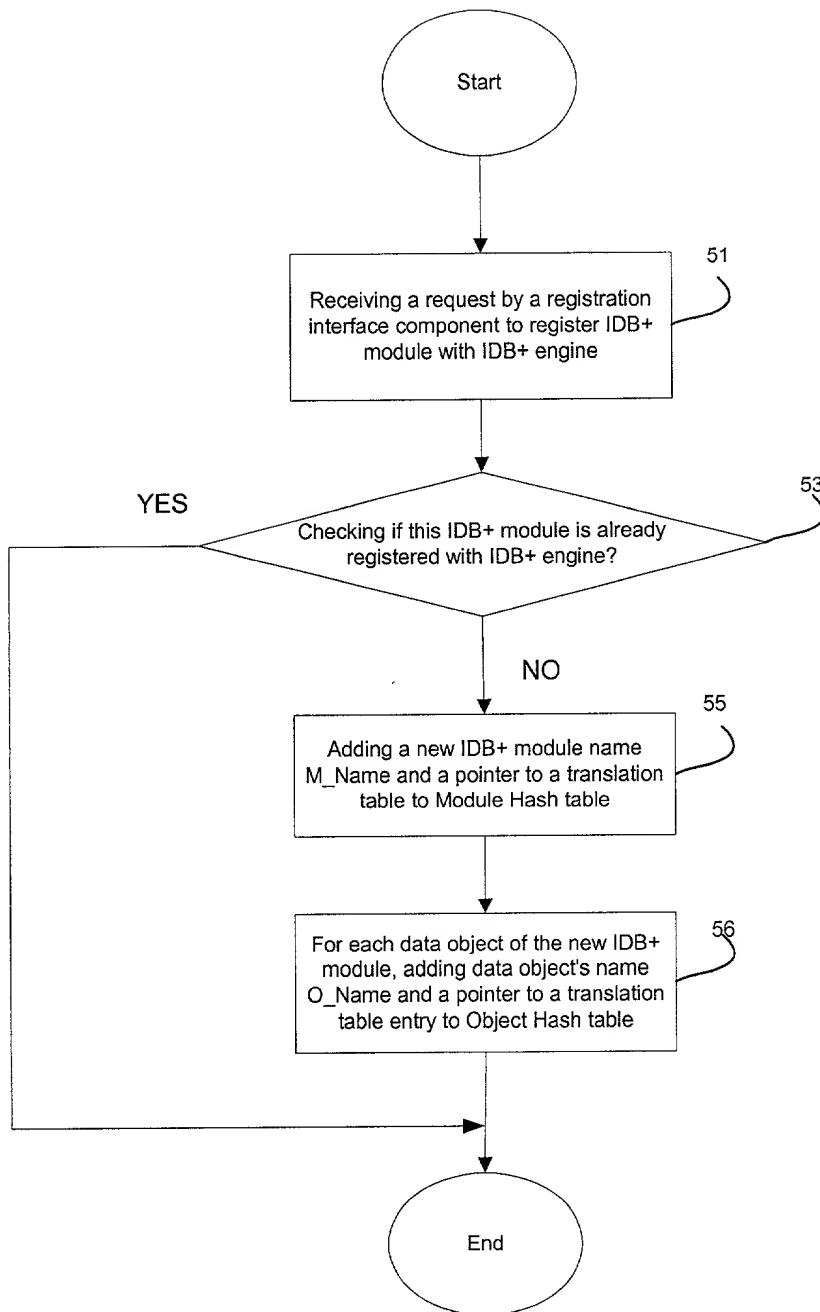 Start
51
Receiving a request by a registration
interface component to register IDB+
module with IDB+ engine
53
YES
Checking if this IDB+ module is already
registered with IDB+ engine?
NO
55
Adding a new IDB+ module name
M_Name and a pointer to a translation
table to Module Hash table
56
For each data object of the new IDB+
module, adding data object's name
O_Name and a pointer to a translation
table entry to Object Hash table
End